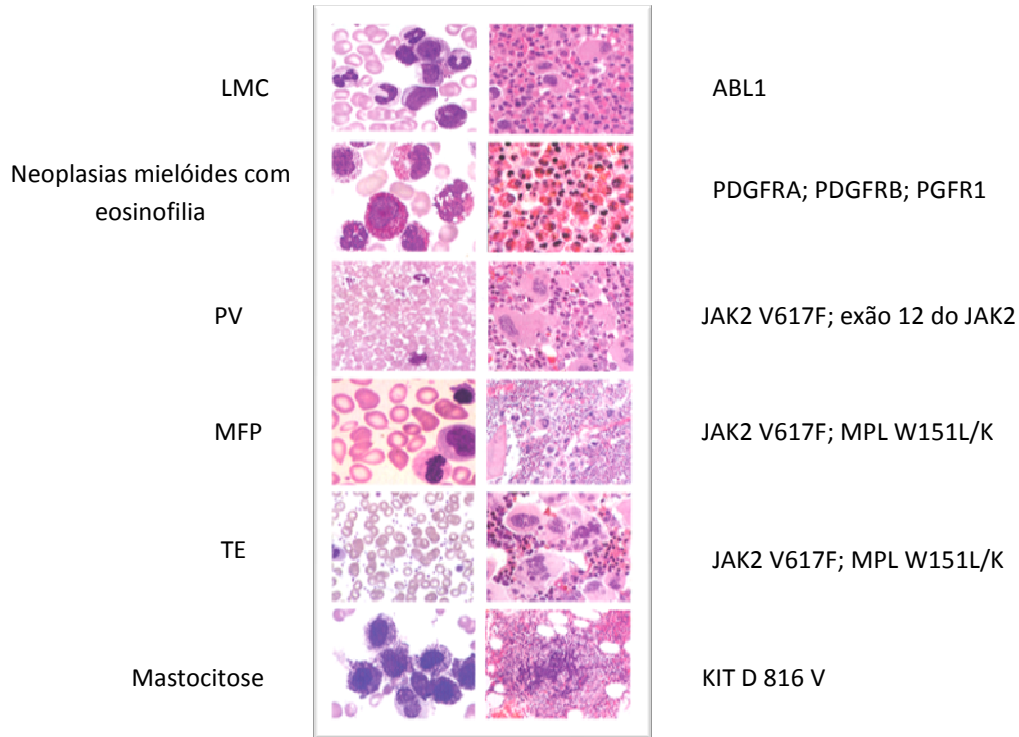 LMC
ABL1
Neoplasias mielóides com
eosinofilia
PDGFRA; PDGFRB; PGFR1
PV
JAK2 V617F; exão 12 do JAK2
MFP
JAK2 V617F; MPL W151L/K
TE
JAK2 V617F; MPL W151L/K
Mastocitose
KIT D 816 V